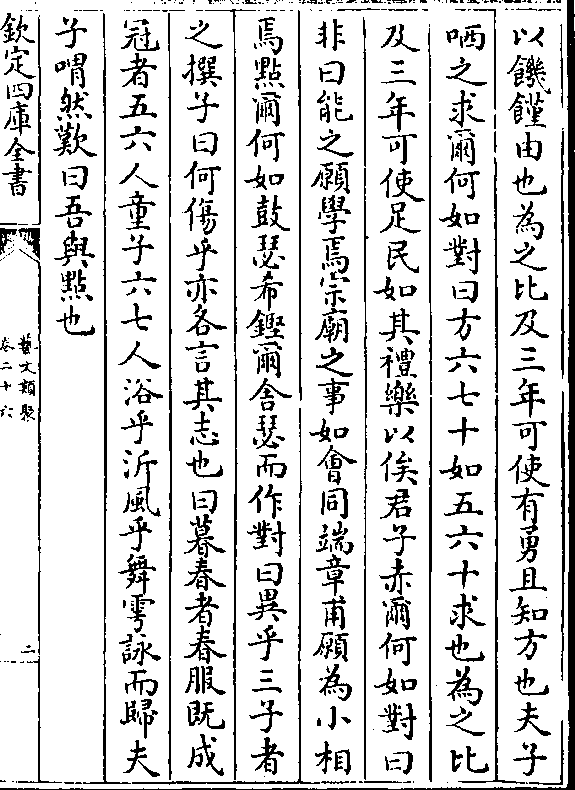 以饑饉由也為之比及三年可使有勇且知方也夫子
哂之求爾何如對曰方六七十如五六十求也為之比
及三年可使足民如其禮樂以俟君子赤爾何如對曰
非曰能之願學焉宗廟之事如會同端章甫願為小相
焉點爾何如鼓瑟希鏗爾舍瑟而作對曰異乎三子者
之撰子曰何傷乎亦各言其志也曰暮春者春服既成
冠者五六人童子六七人浴乎沂風乎舞雩詠而歸夫
子喟然歎曰吾與點也
欽定四庫全書
藝文類聚
卷二十六
二